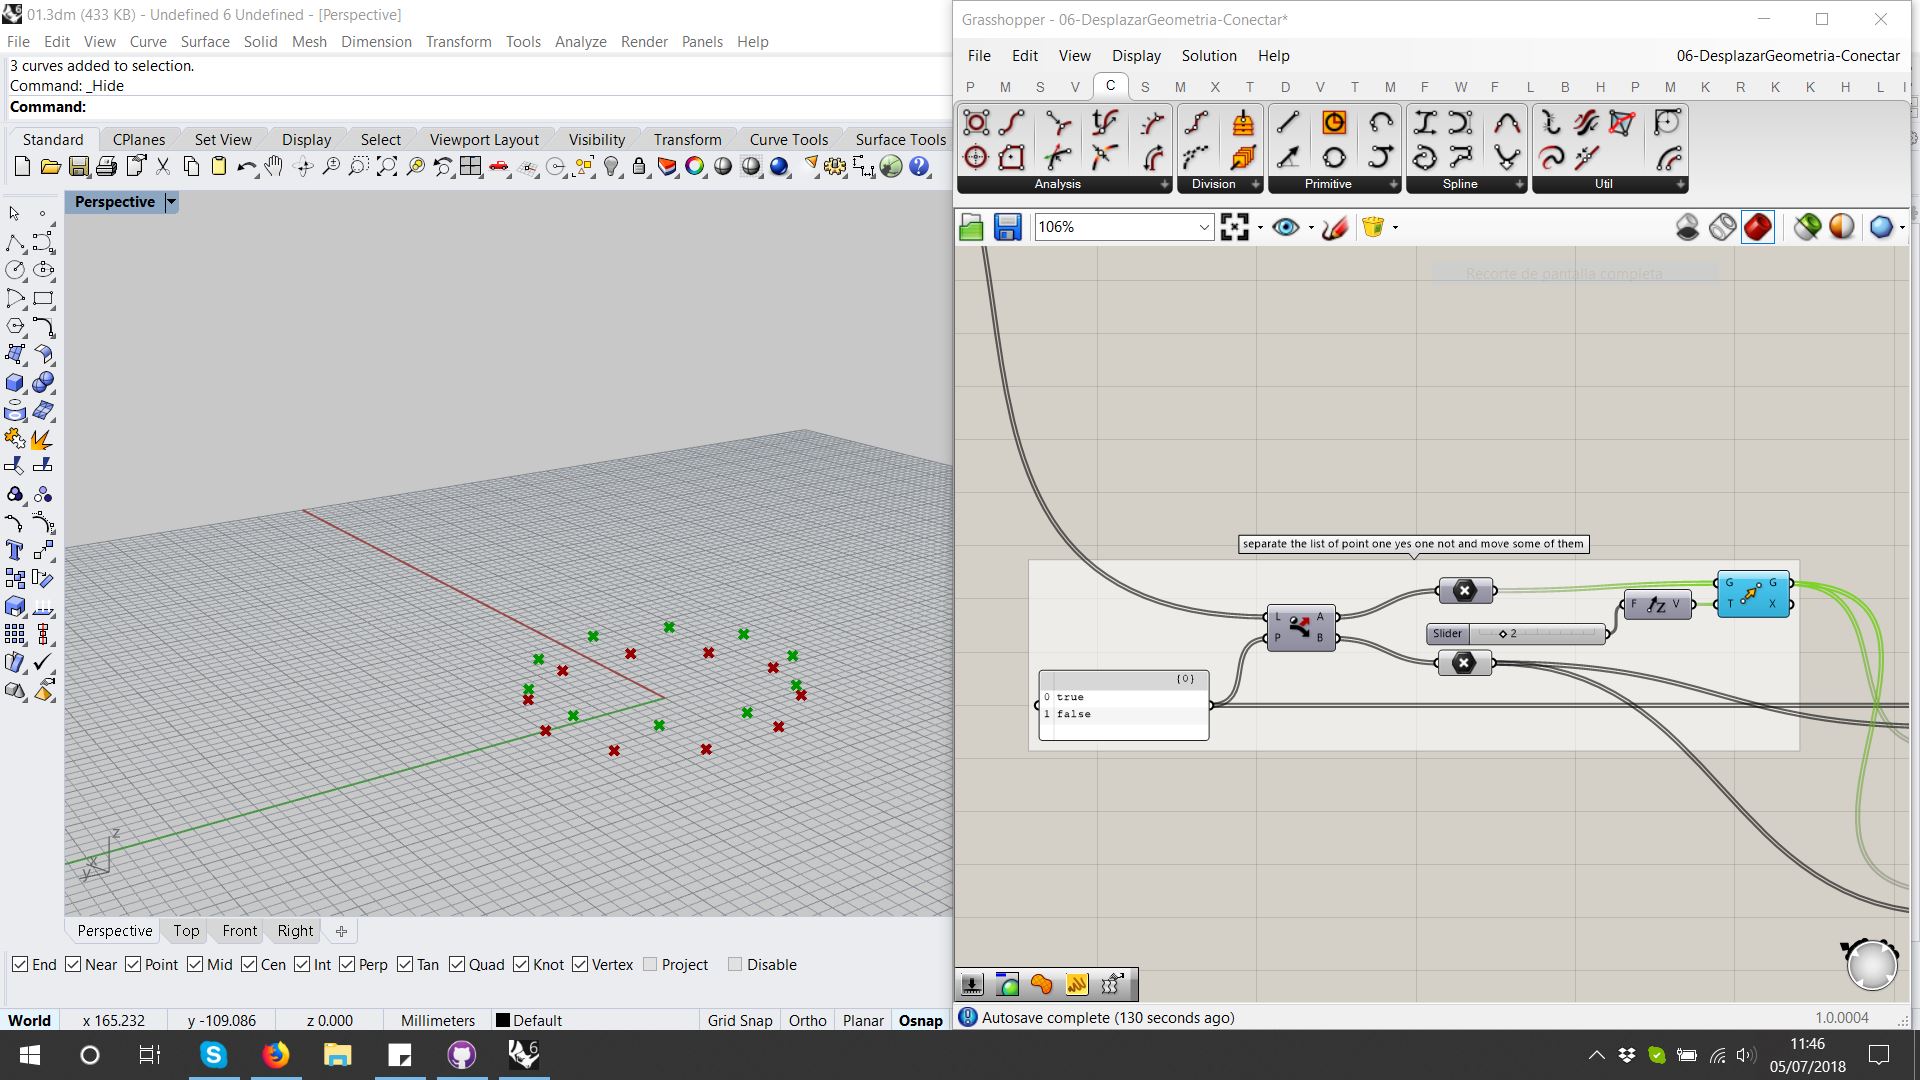 01.3dm (433 KB) - Undefined 6 Undefined - [Perspective]
File Edit View Curve Surface Solid Mesh Dimension Transform Tools Analyze Render Panels Help
3 curves added to selection.
Command: _Hide
Command:
Standard CPlanes Set View Display Select Viewport Layout Visibility Transform Curve Tools Surface Tools
Perspective
z
x
y
Perspective Top Front Right
End Near Point Mid Cen Int Perp Tan Quad Knot Vertex Project Disable
World x 165.232 y -109.086 z 0.000 Millimeters Default Grid Snap Ortho Planar Osnap
Grasshopper - 06-DesplazarGeometria-Conectar*
File Edit View Display Solution Help 06-DesplazarGeometria-Conectar
P M S V C S M X T D V T M F W F L B H P M K R K K H L I
Analysis Division Primitive Spline Util
106%
Recorte de pantalla completa
separate the list of point one yes one not and move some of them
L A
P B
Slider 2
F Z V
G G
T X
{0}
0 true
1 false
Autosave complete (130 seconds ago) 1.0.0004
6
11:46
05/07/2018